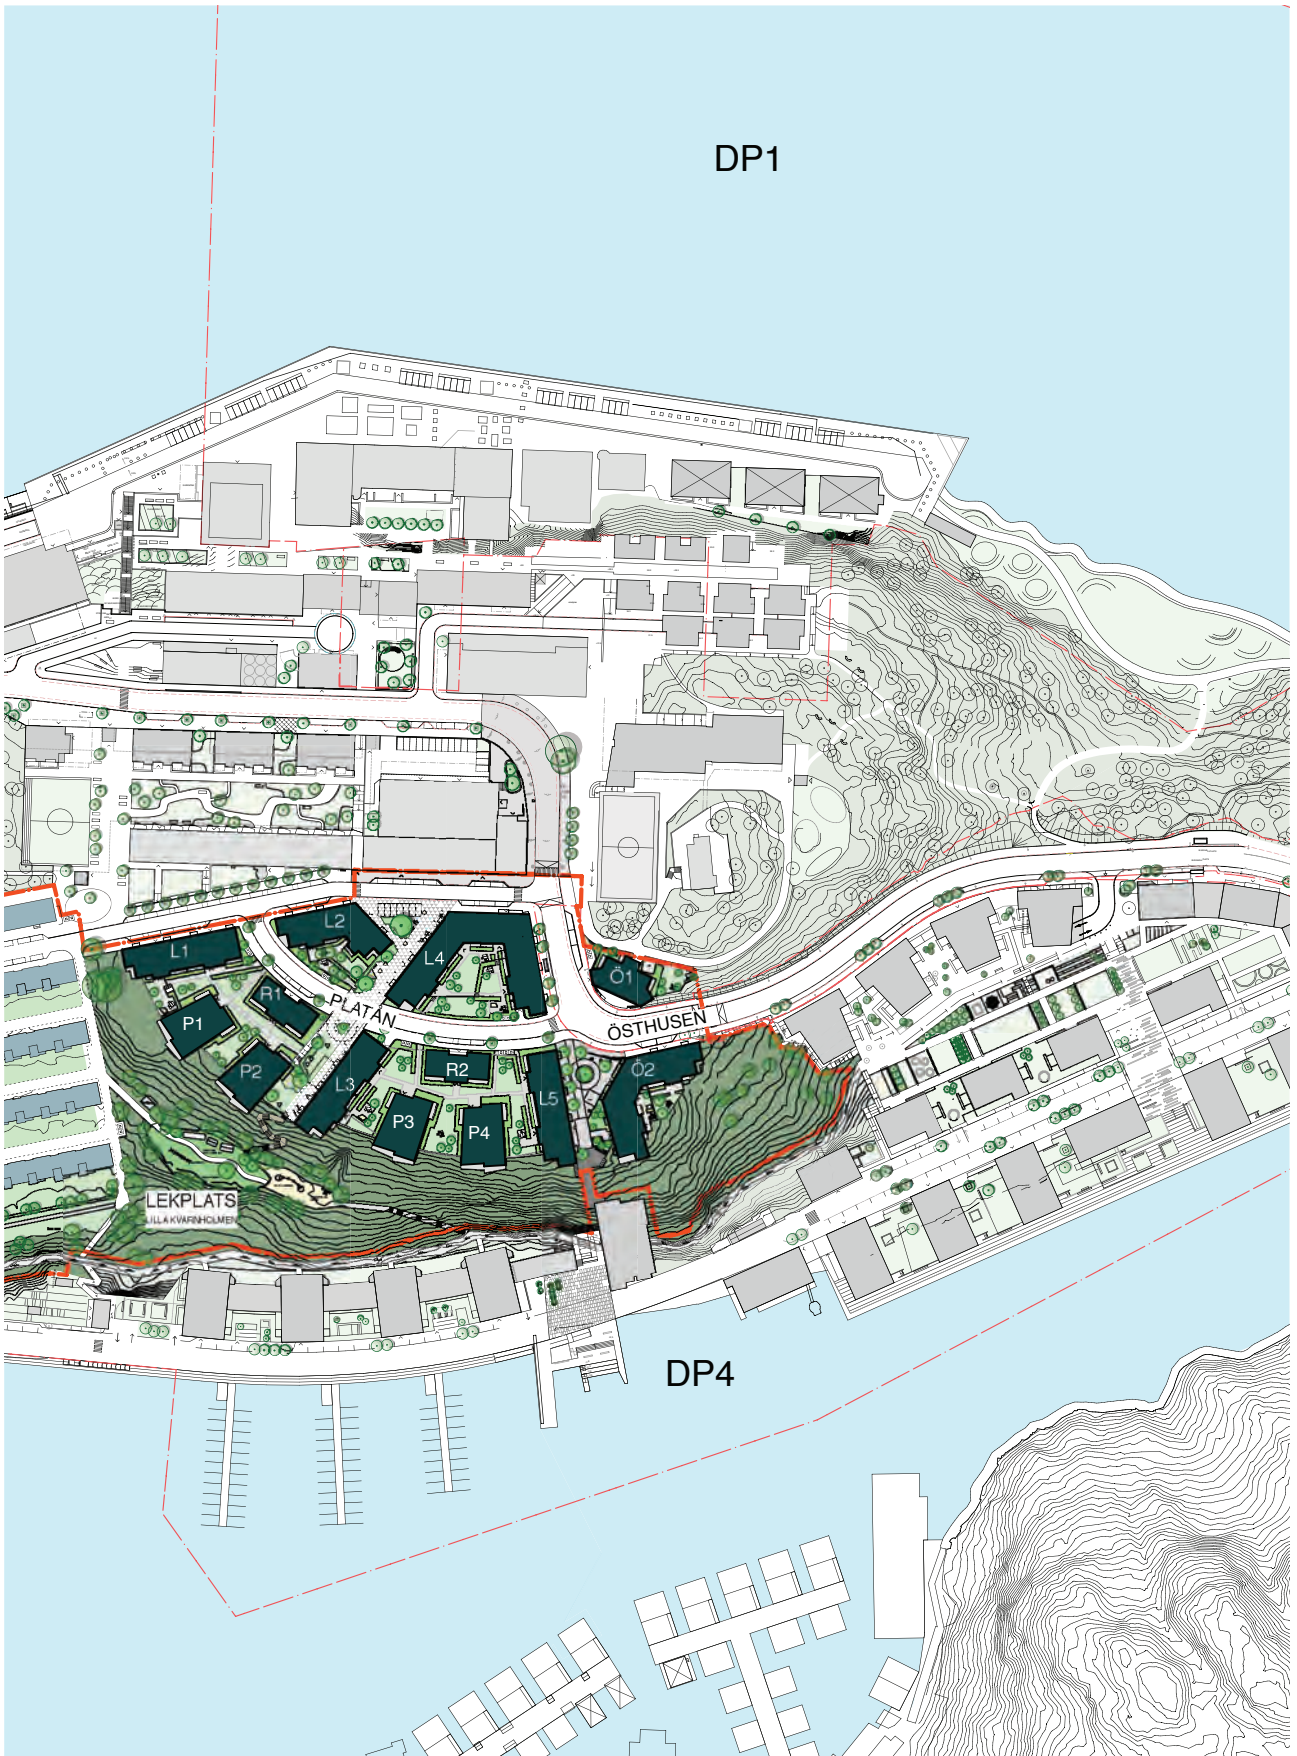 DP1
L2
L1
L4
Ö1
R1
PLATÅN
P1
ÖSTHUSEN
R2
Ö2
P2
L3
L5
P3
P4
LEKPLATS
LILLA KVARNHOLMEN
DP4